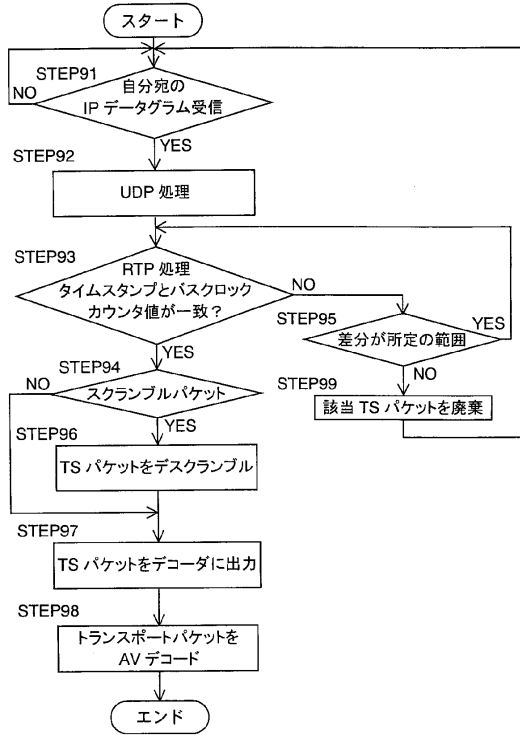 スタート
STEP91
自分宛の
IP データグラム受信
NO
YES
STEP92
UDP 処理
STEP93
RTP 処理
タイムスタンプとバスクロック
カウンタ値が一致？
NO
YES
STEP95
差分が所定の範囲
YES
NO
STEP94
スクランブルパケット
NO
YES
STEP99
該当 TS パケットを廃棄
STEP96
TS パケットをデスクランブル
STEP97
TS パケットをデコーダに出力
STEP98
トランスポートパケットを
AV デコード
エンド